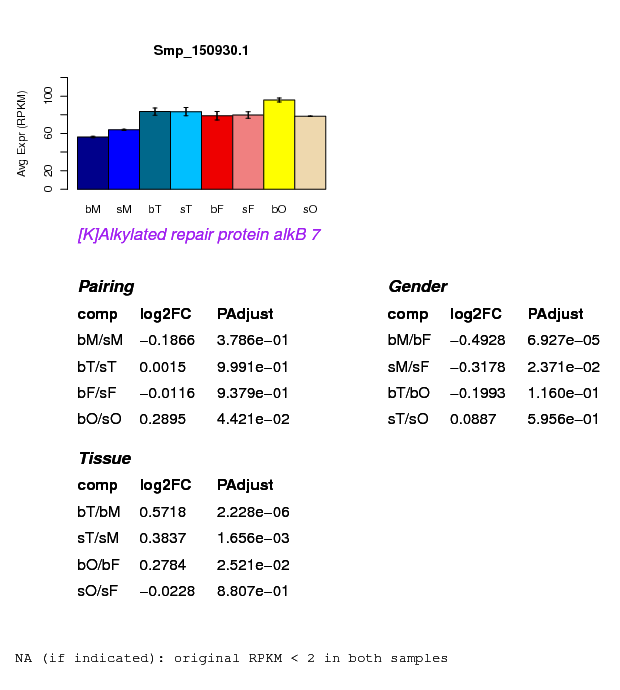 Smp_150930.1
Avg Expr (RPKM)
100
60
20
0
bM sM bT sT bF sF bO sO
[K]Alkylated repair protein alkB 7
Pairing Gender
comp log2FC PAdjust comp log2FC PAdjust
bM/sM −0.1866 3.786e−01 bM/bF −0.4928 6.927e−05
bT/sT 0.0015 9.991e−01 sM/sF −0.3178 2.371e−02
bF/sF −0.0116 9.379e−01 bT/bO −0.1993 1.160e−01
bO/sO 0.2895 4.421e−02 sT/sO 0.0887 5.956e−01
Tissue
comp log2FC PAdjust
bT/bM 0.5718 2.228e−06
sT/sM 0.3837 1.656e−03
bO/bF 0.2784 2.521e−02
sO/sF −0.0228 8.807e−01
NA (if indicated): original RPKM < 2 in both samples